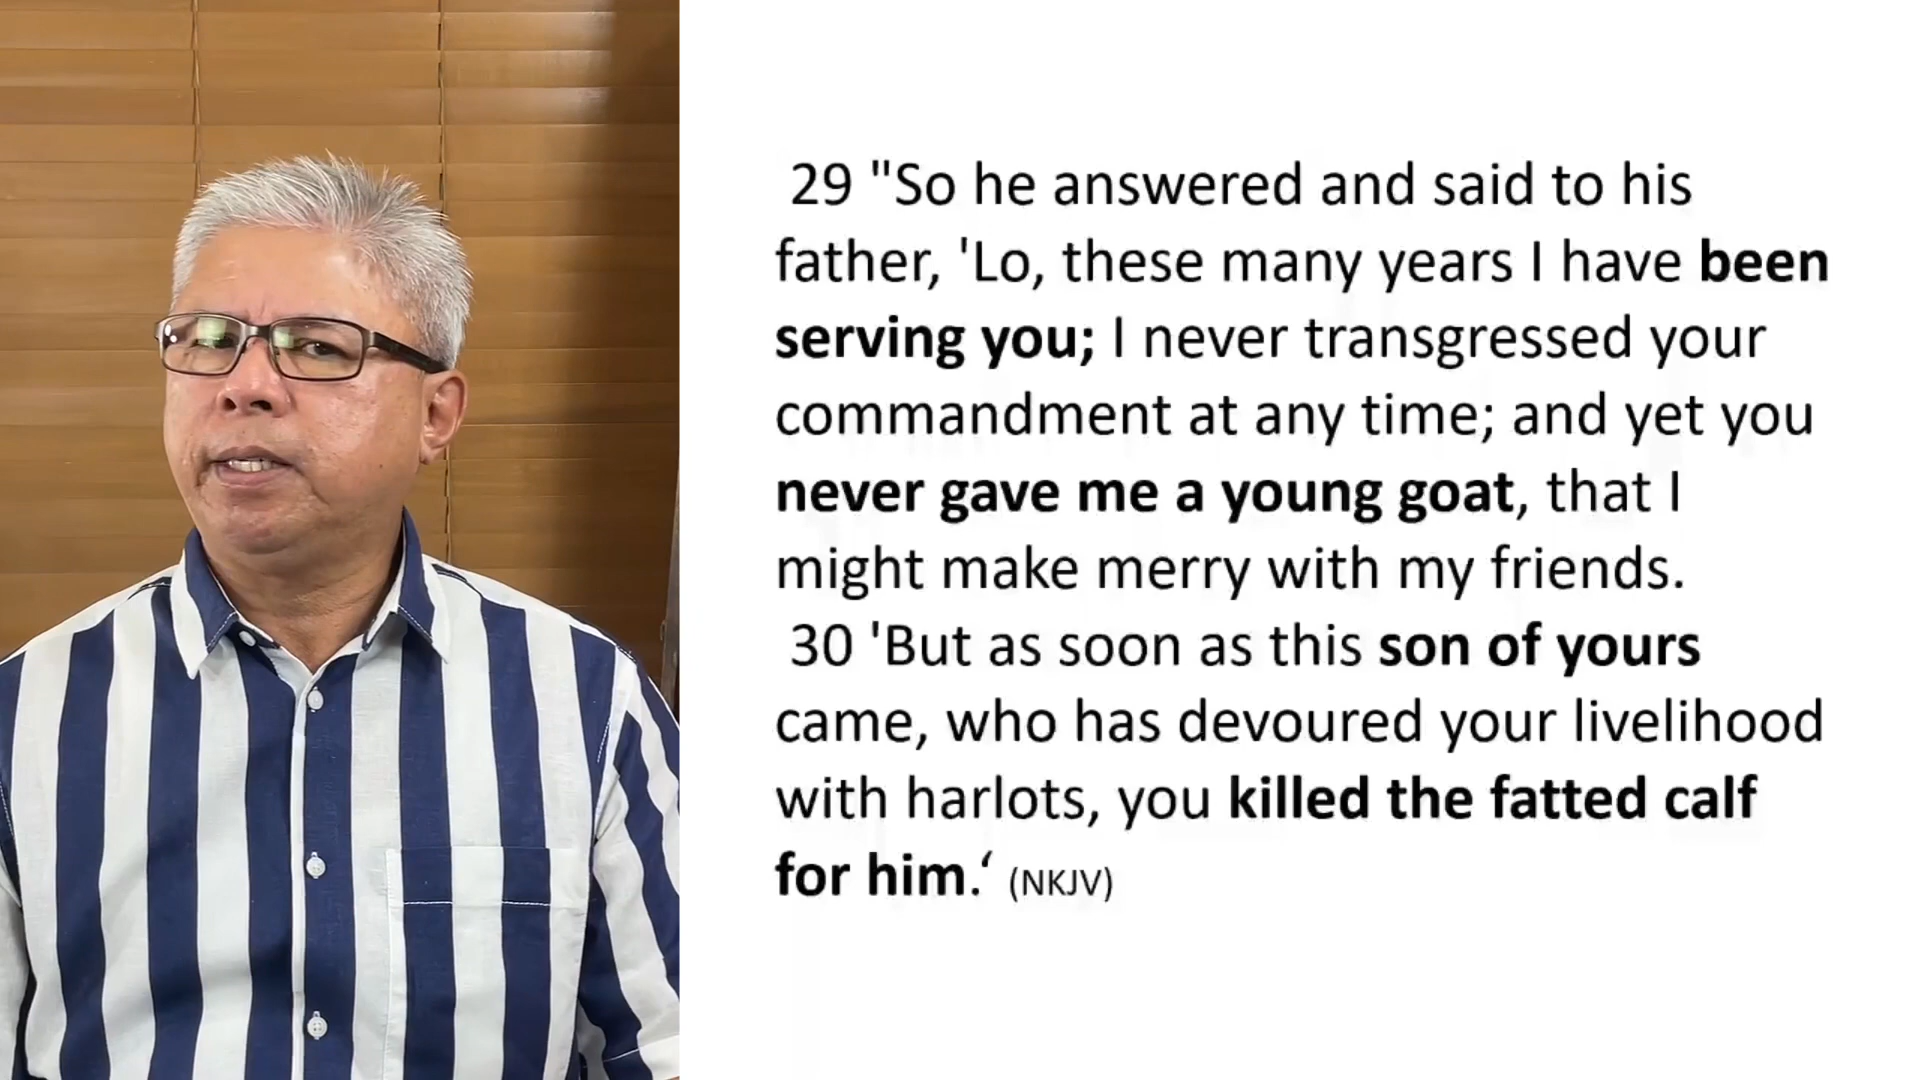 29 "So he answered and said to his
father, 'Lo, these many years I have been
serving you; I never transgressed your
commandment at any time; and yet you
never gave me a young goat, that I
might make merry with my friends.
30 'But as soon as this son of yours
came, who has devoured your livelihood
with harlots, you killed the fatted calf
for him.‘ (NKJV)